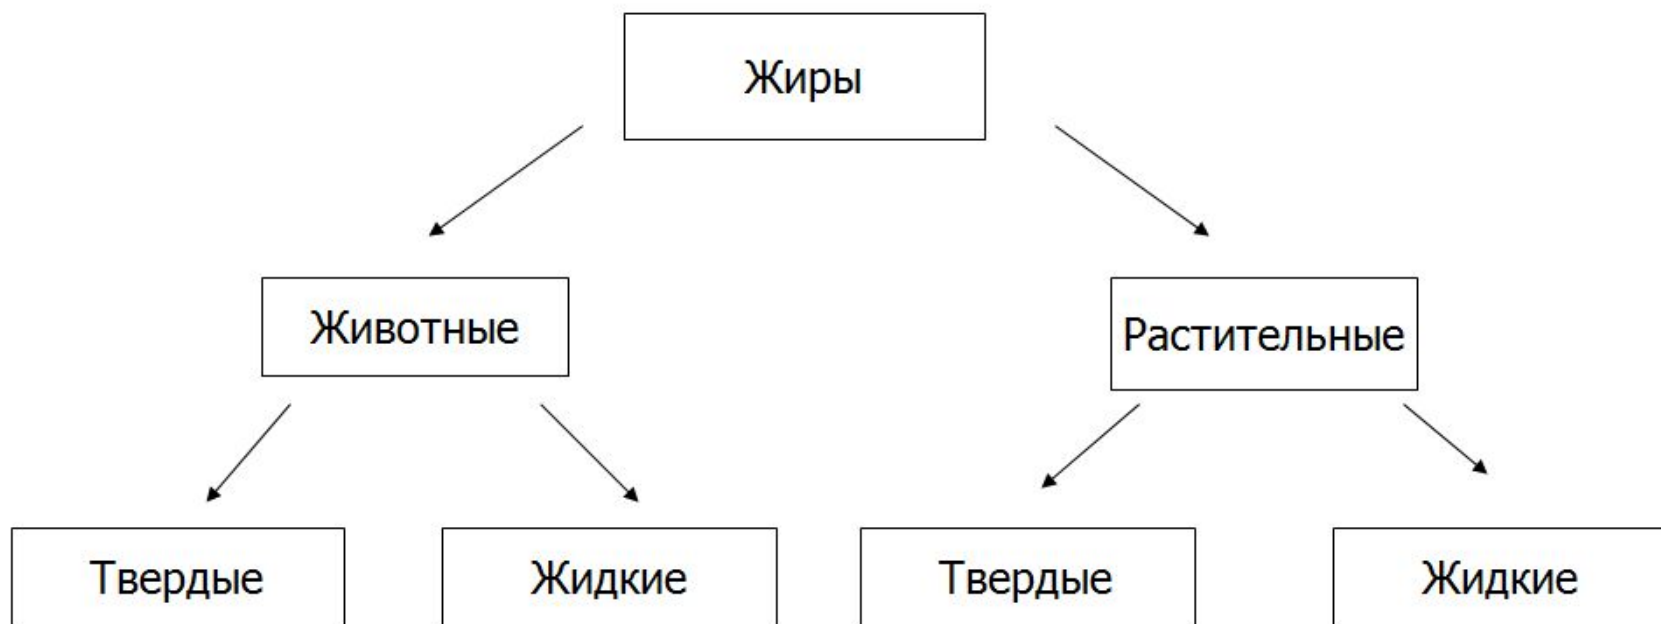 Жиры
Животные
Растительные
Твердые
Жидкие
Твердые
Жидкие